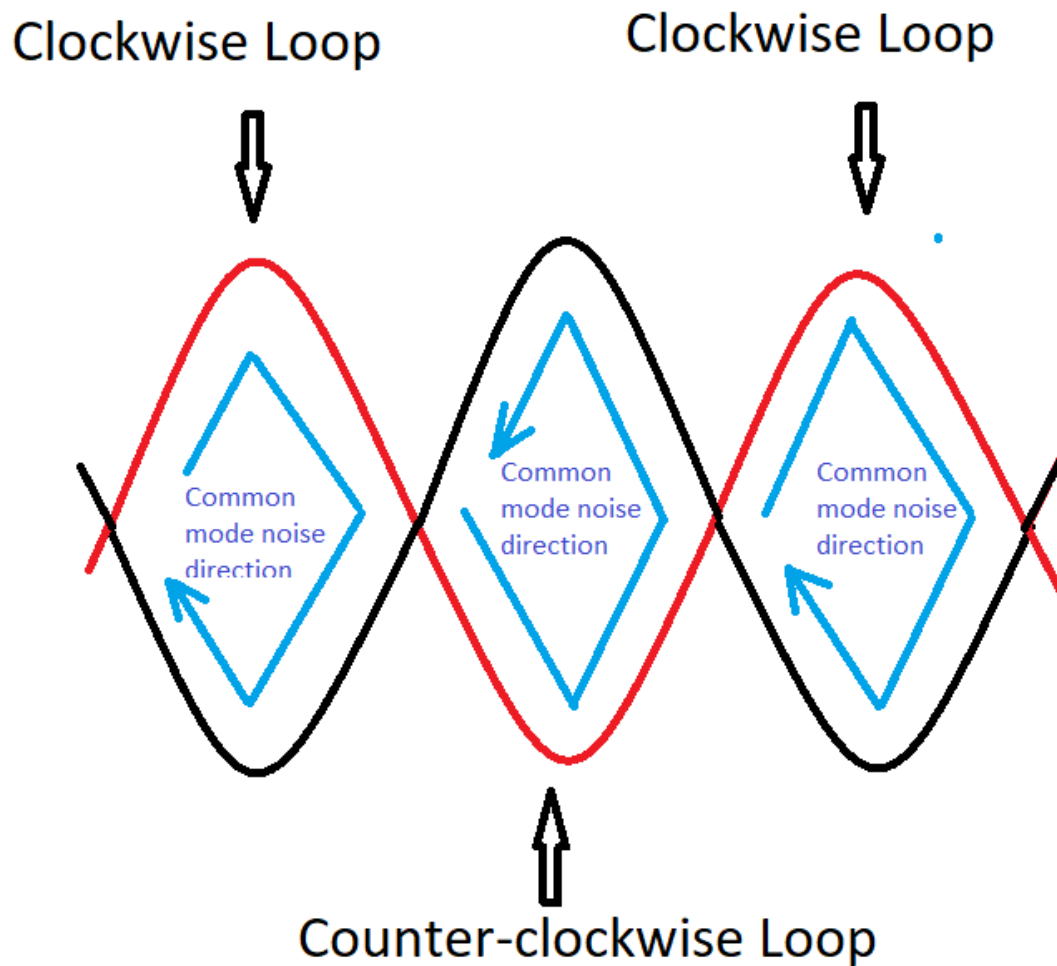 Clockwise Loop
Clockwise Loop
Common
mode noise
direction
Common
mode noise
direction
Common
mode noise
direction
Counter-clockwise Loop